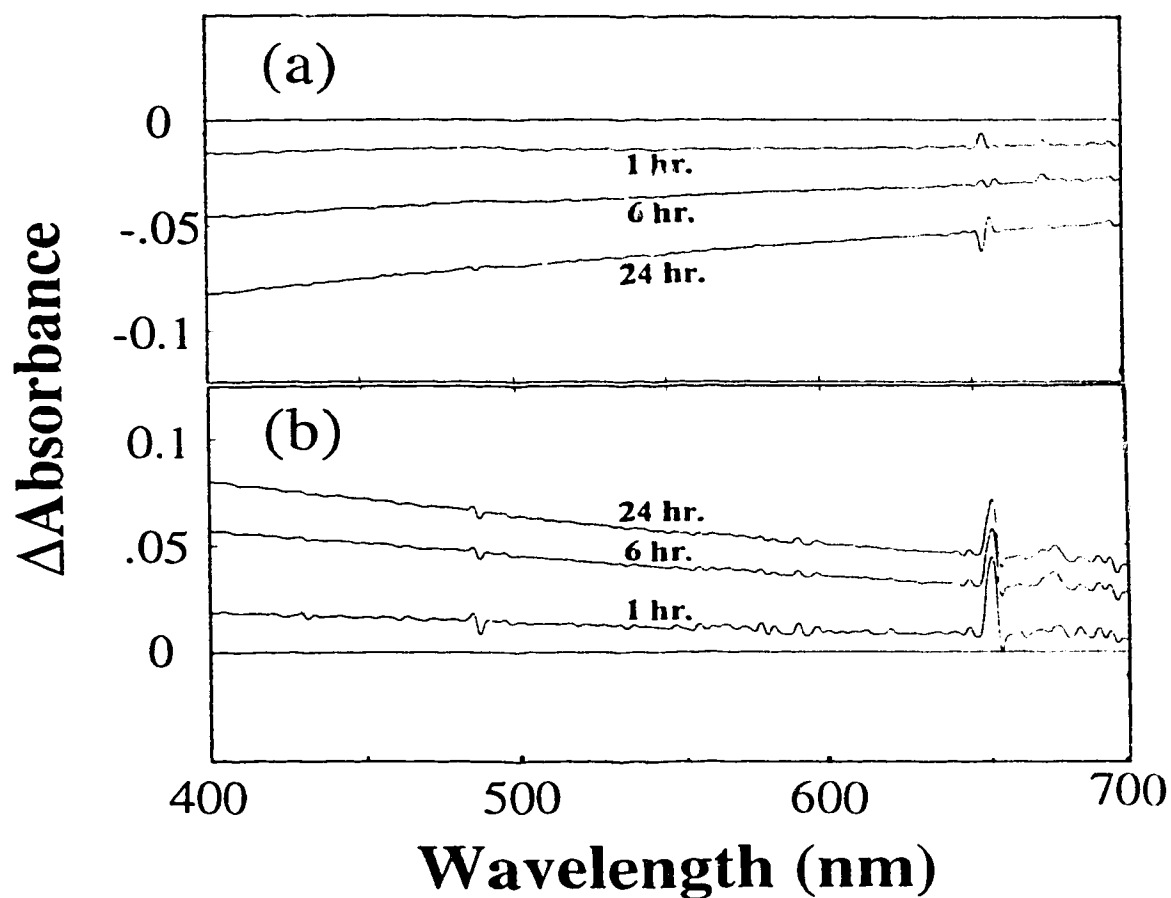 (a)
0
-.05
-0.1
1 hr.
6 hr.
24 hr.
(b)
0.1
.05
0
24 hr.
6 hr.
1 hr.
400
500
600
700
ΔAbsorbance
Wavelength (nm)